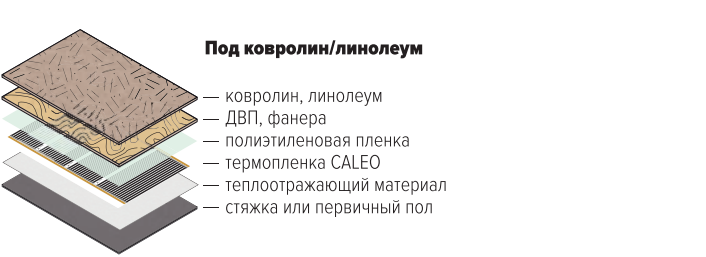 Под ковролин/линолеум
— ковролин, линолеум
— ДВП, фанера
— полиэтиленовая пленка
— термопленка CALEO
— теплоотражающий материал
— стяжка или первичный пол